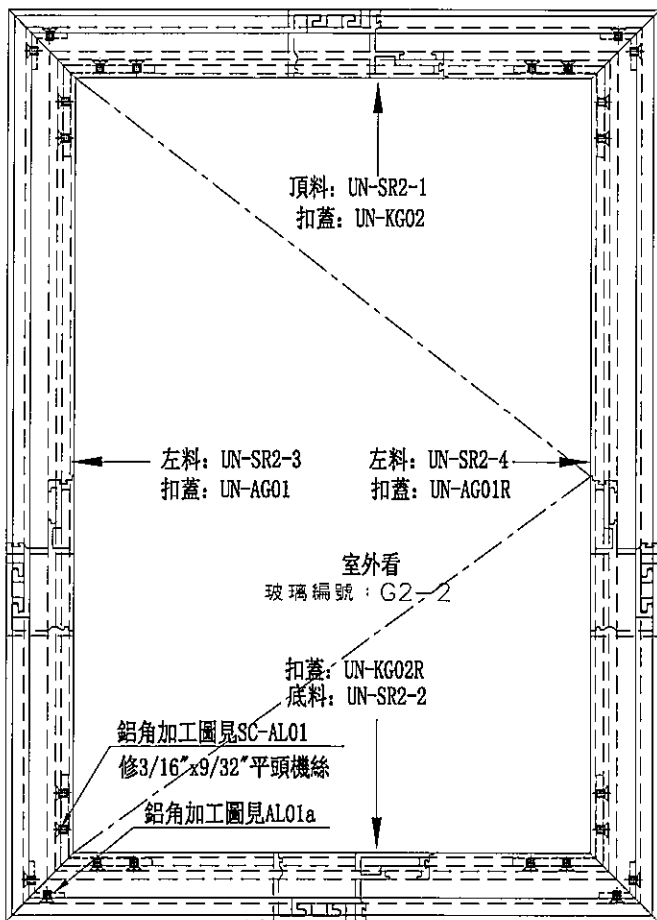 頂料: UN-SR2-1
扣蓋: UN-KG02
左料: UN-SR2-3
扣蓋: UN-AG01
左料: UN-SR2-4
扣蓋: UN-AG01R
室外看
玻璃編號：G2-2
扣蓋: UN-KG02R
底料: UN-SR2-2
鋁角加工圖見SC-AL01
修3/16"x9/32"平頭機絲
鋁角加工圖見AL01a